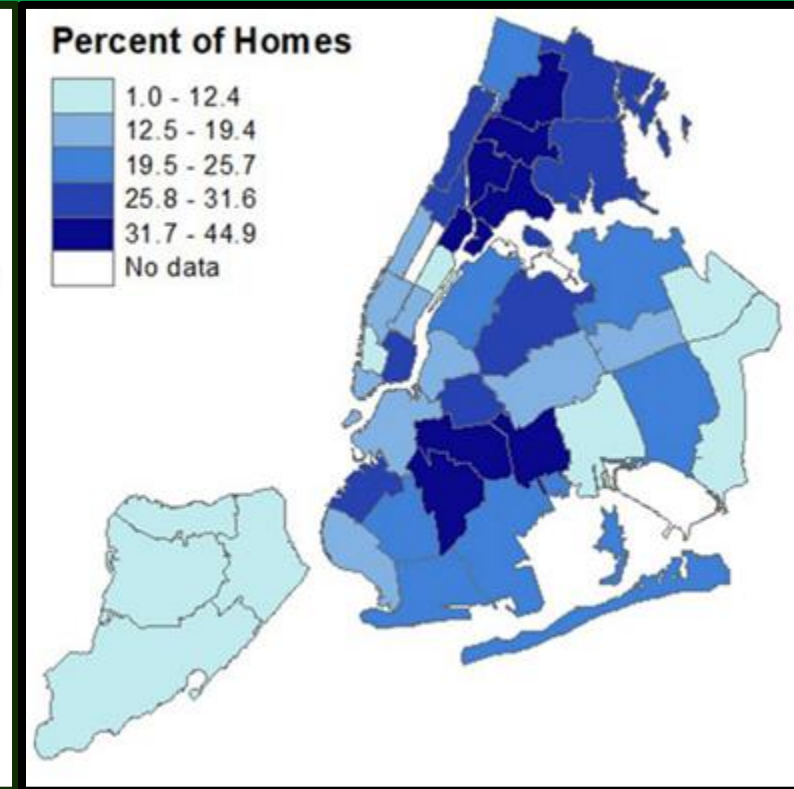 Percent of Homes
1.0 - 12.4
12.5 - 19.4
19.5 - 25.7
25.8 - 31.6
31.7 - 44.9
No data